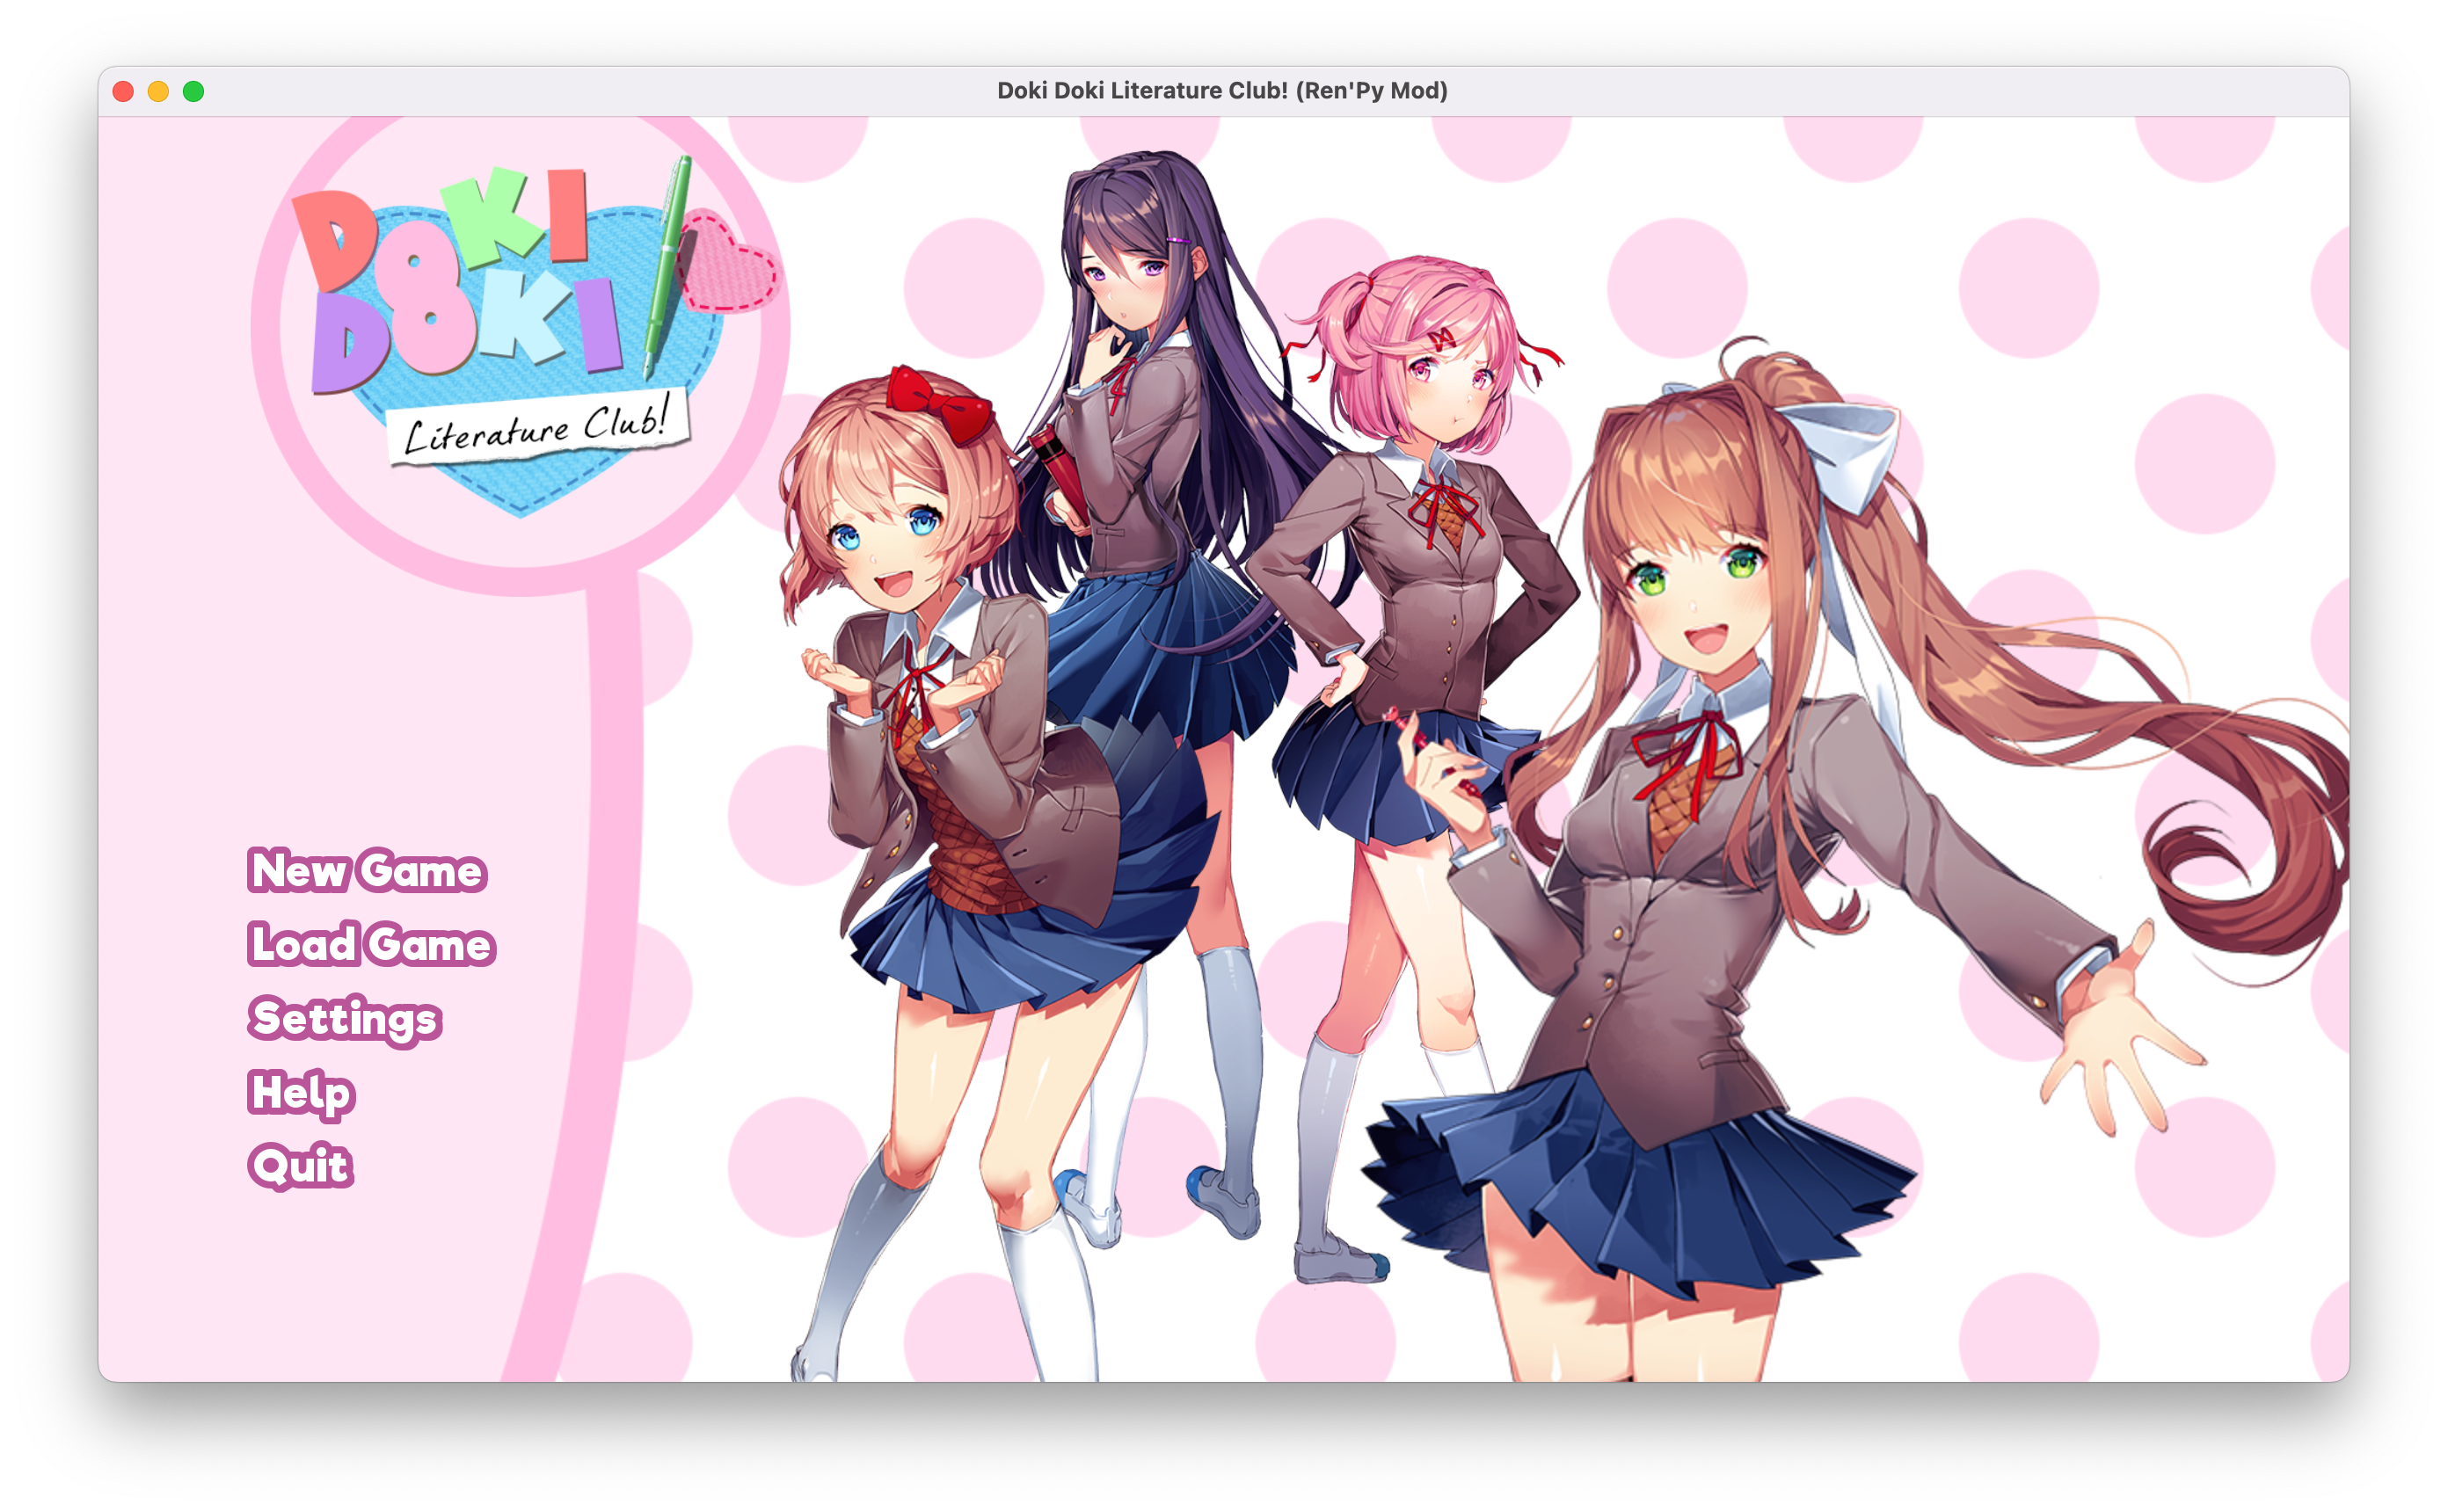 Doki Doki Literature Club! (Ren'Py Mod)
DOKI
DOKI
Literature Club!
New Game
Load Game
Settings
Help
Quit